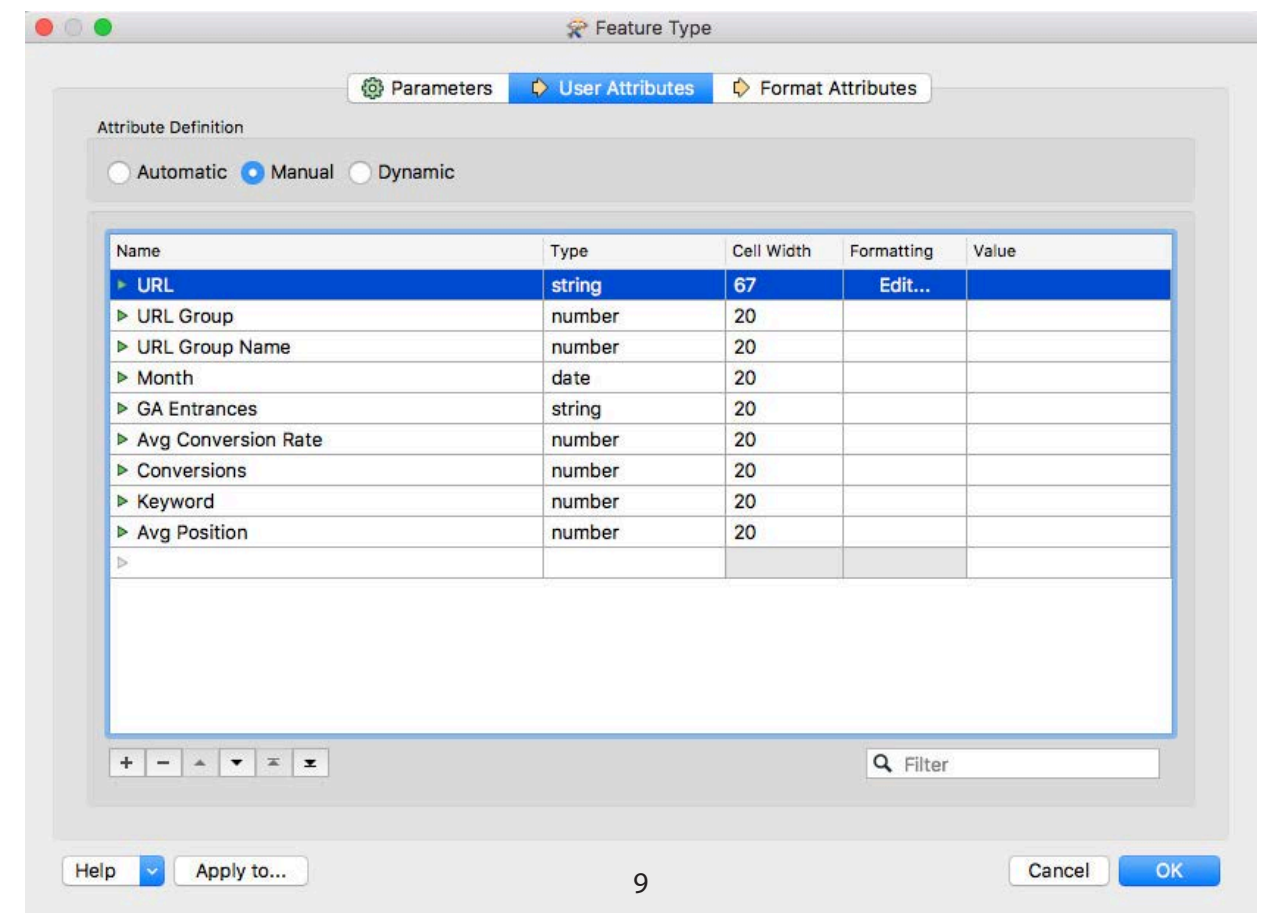 Feature Type
Parameters User Attributes Format Attributes
Attribute Definition
Automatic Manual Dynamic
Name Type Cell Width Formatting Value
URL string 67 Edit...
URL Group number 20
URL Group Name number 20
Month date 20
GA Entrances string 20
Avg Conversion Rate number 20
Conversions number 20
Keyword number 20
Avg Position number 20
Filter
Help Apply to... 9 Cancel OK